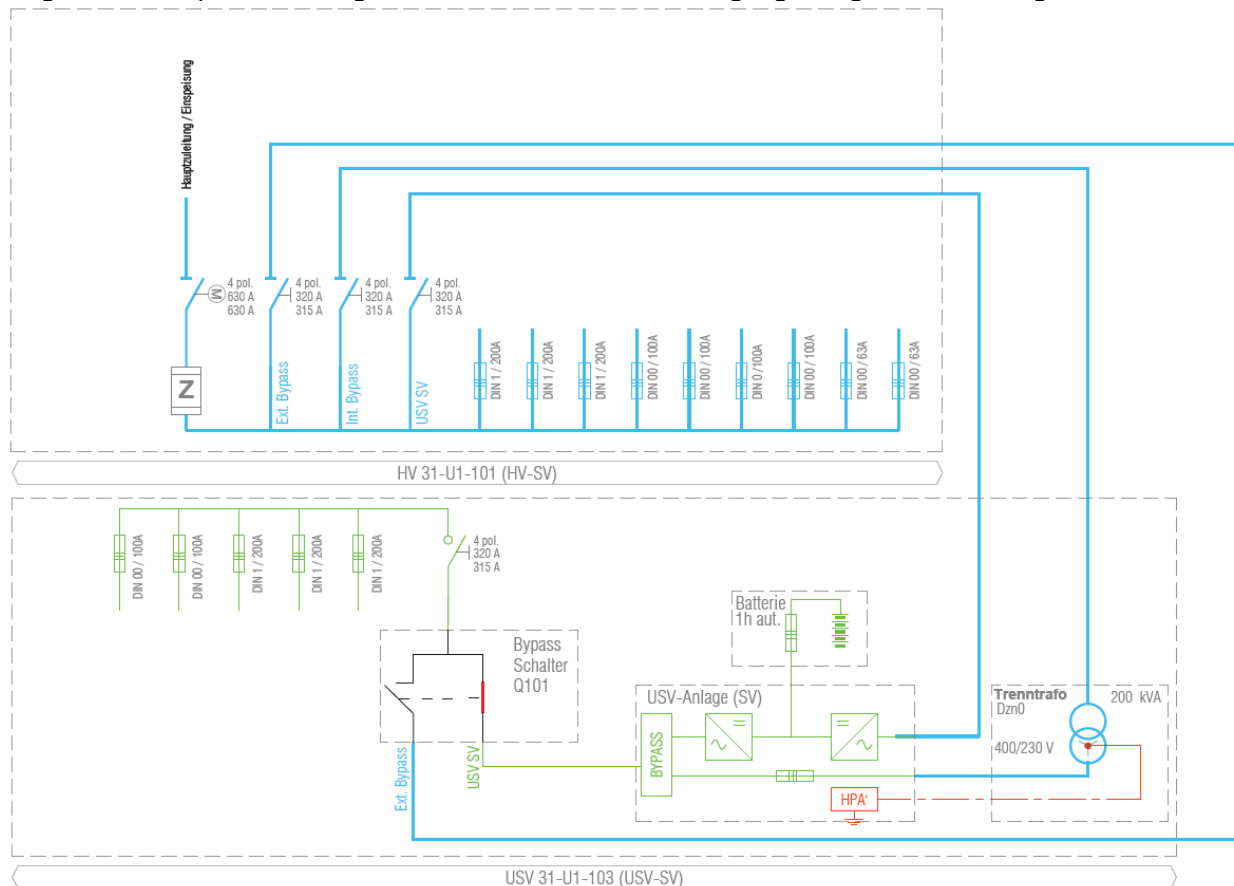 Hauptzuleitung / Einspeisung
4 pol.
630 A
630 A
M
4 pol.
320 A
315 A
4 pol.
320 A
315 A
4 pol.
320 A
315 A
Z
Ext. Bypass
Int. Bypass
USV SV
DIN 1 / 200A
DIN 1 / 200A
DIN 1 / 200A
DIN 00 / 100A
DIN 00 / 100A
DIN 0 /100A
DIN 00 / 100A
DIN 00 / 63A
DIN 00 / 63A
HV 31-U1-101 (HV-SV)
DIN 00 / 100A
DIN 00 / 100A
DIN 1 / 200A
DIN 1 / 200A
DIN 1 / 200A
4 pol.
320 A
315 A
Bypass
Schalter
Q101
Ext. Bypass
USV SV
Batterie
1h aut.
USV-Anlage (SV)
BYPASS
HPA'
Trenntrafo
Dzn0
200 kVA
400/230 V
USV 31-U1-103 (USV-SV)